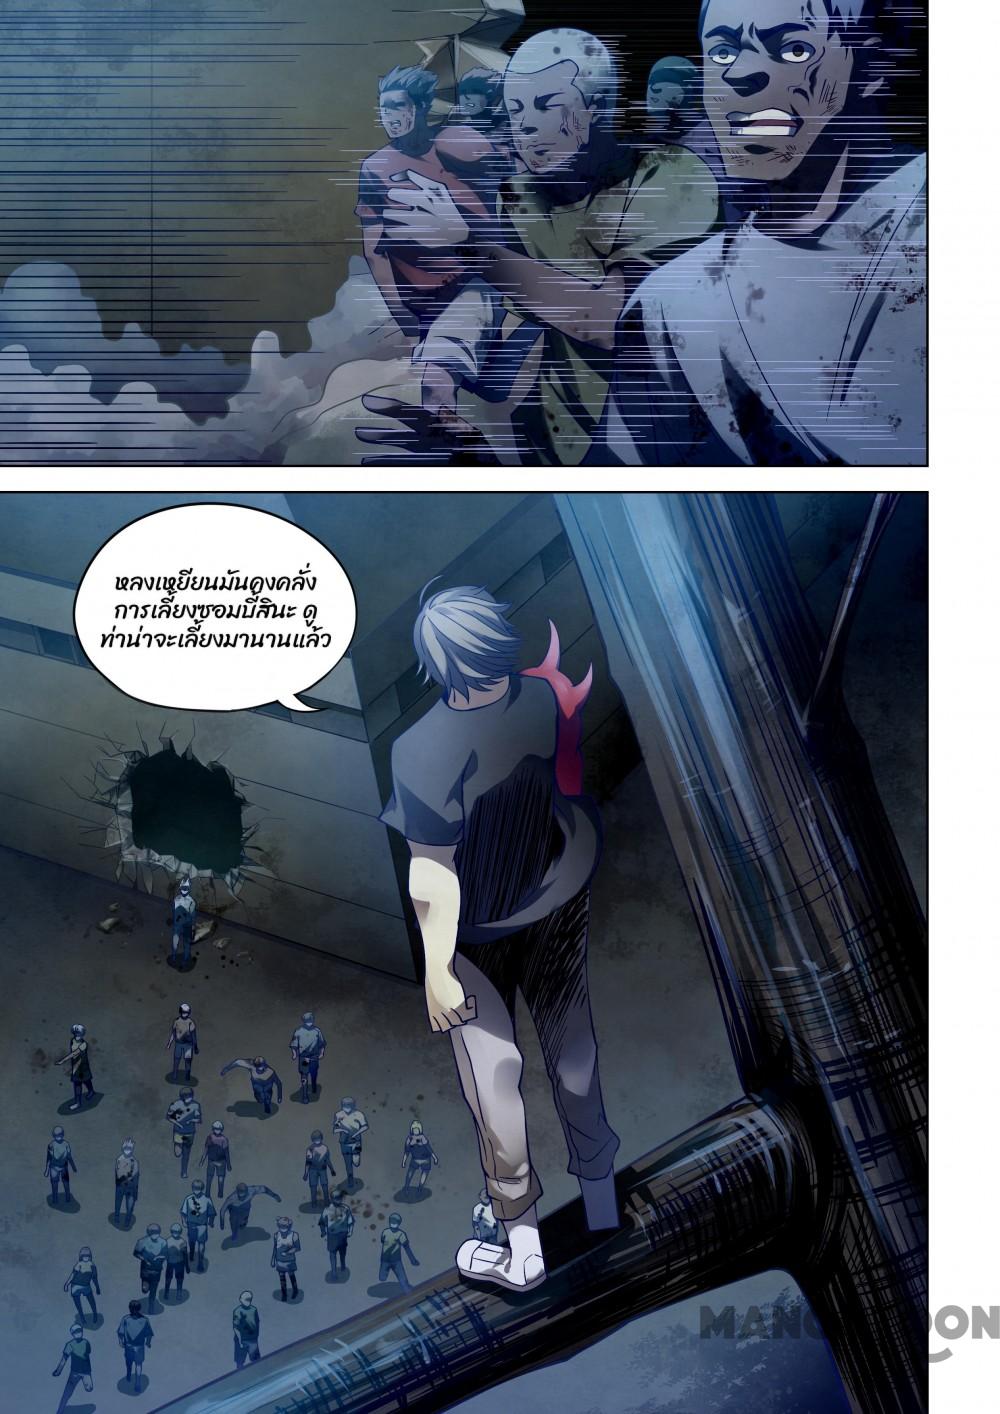 หลงเหยียนมันคงคลั่ง
การเลี้ยงซอมบี้สินะ ดู
ท่าน่าจะเลี้ยงมานานแล้ว